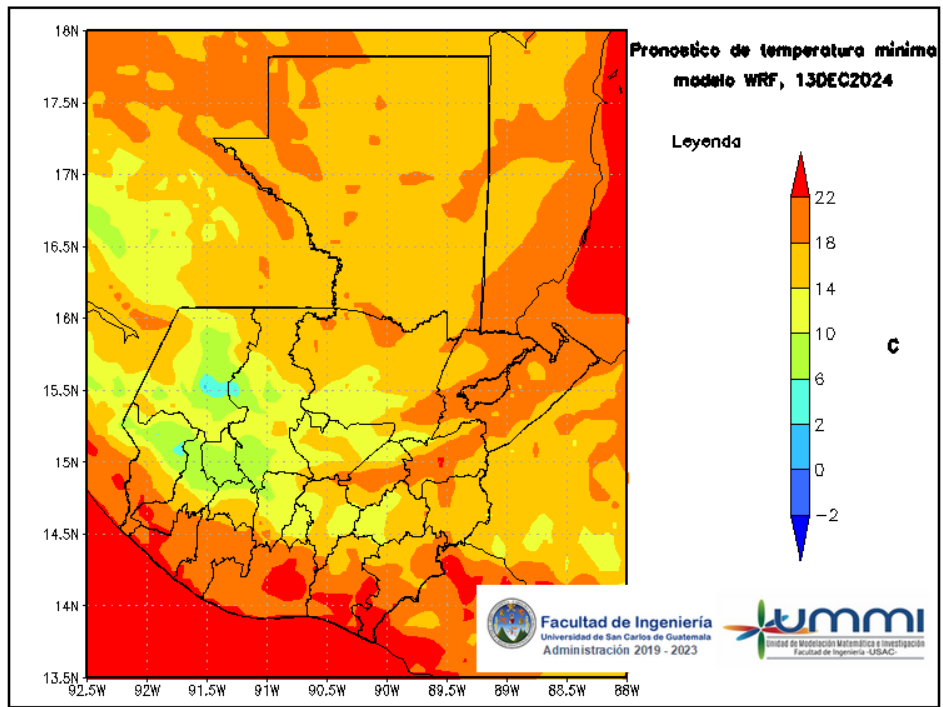 Pronostico de temperatura minima
modelo WRF, 13DEC2024
Leyenda
22
18
14
10
6
2
0
−2
C
18N
17.5N
17N
16.5N
16N
15.5N
15N
14.5N
14N
13.5N
92.5W 92W 91.5W 91W 90.5W 90W 89.5W 89W 88.5W 88W
Facultad de Ingeniería
Universidad de San Carlos de Guatemala
Administración 2019 - 2023
ummi
Unidad de Modelación Matemática e Investigación
Facultad de Ingeniería -USAC-